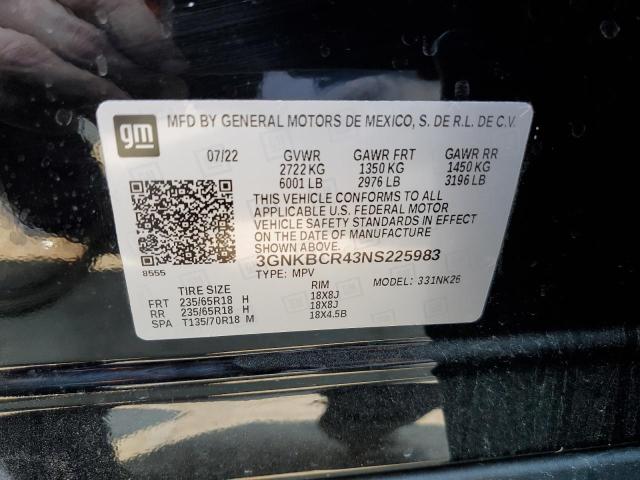 gm
MFD BY GENERAL MOTORS DE MEXICO, S. DE R.L. DE C.V.
07/22 GVWR GAWR FRT GAWR RR
2722 KG 1350 KG 1450 KG
6001 LB 2976 LB 3196 LB
THIS VEHICLE CONFORMS TO ALL
APPLICABLE U.S. FEDERAL MOTOR
VEHICLE SAFETY STANDARDS IN EFFECT
ON THE DATE OF MANUFACTURE
SHOWN ABOVE.
8555 3GNKBCR43NS225983
TYPE: MPV MODEL: 331NK26
TIRE SIZE RIM
FRT 235/65R18 H 18X8J
RR 235/65R18 H 18X8J
SPA T135/70R18 M 18X4.5B